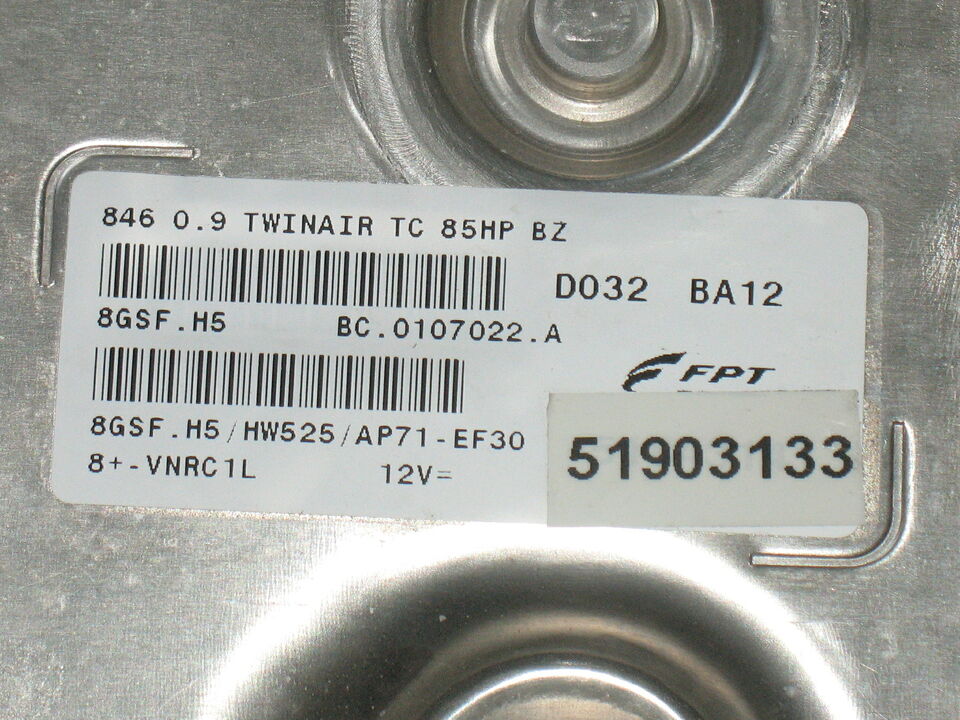 846 0.9 TWINAIR TC 85HP BZ
D032 BA12
8GSF.H5 BC.0107022.A
FPT
8GSF.H5/HW525/AP71-EF30
8+-VNRC1L 12V=
51903133